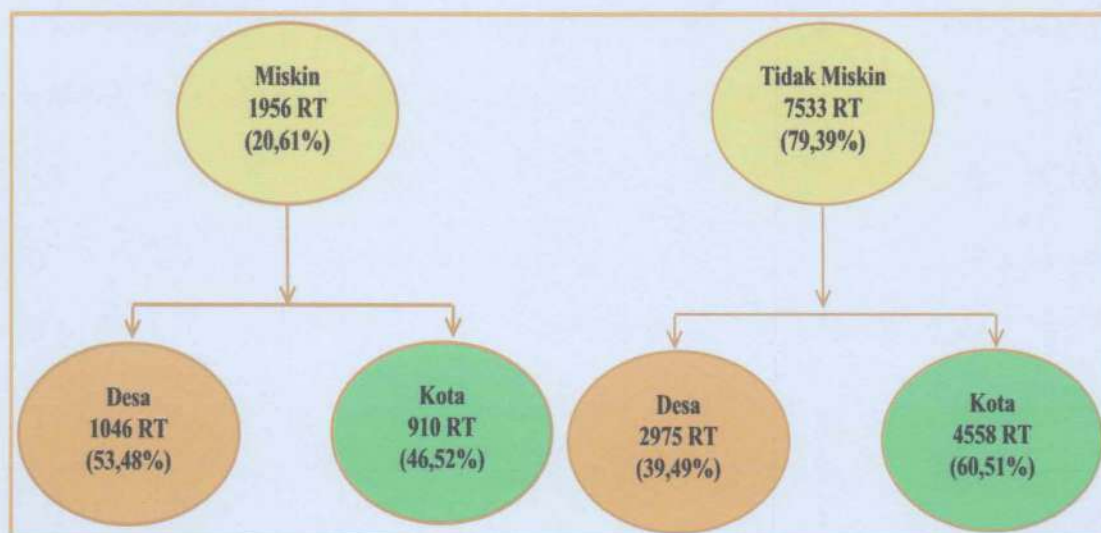 Miskin
1956 RT
(20,61%)
Tidak Miskin
7533 RT
(79,39%)
Desa
1046 RT
(53,48%)
Kota
910 RT
(46,52%)
Desa
2975 RT
(39,49%)
Kota
4558 RT
(60,51%)